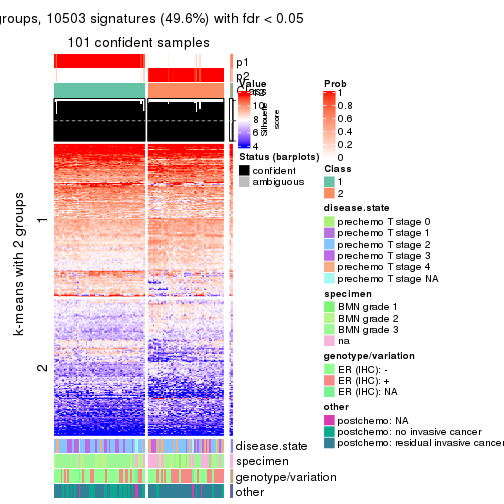 groups, 10503 signatures (49.6%) with fdr < 0.05
101 confident samples
p1
p2
Class
Silhouette
score
k-means with 2 groups
1
2
disease.state
specimen
genotype/variation
other
Value
12
10
8
6
4
Status (barplots)
confident
ambiguous
Prob
1
0.8
0.6
0.4
0.2
0
Class
1
2
disease.state
prechemo T stage 0
prechemo T stage 1
prechemo T stage 2
prechemo T stage 3
prechemo T stage 4
prechemo T stage NA
specimen
BMN grade 1
BMN grade 2
BMN grade 3
na
genotype/variation
ER (IHC): -
ER (IHC): +
ER (IHC): NA
other
postchemo: NA
postchemo: no invasive cancer
postchemo: residual invasive cancer